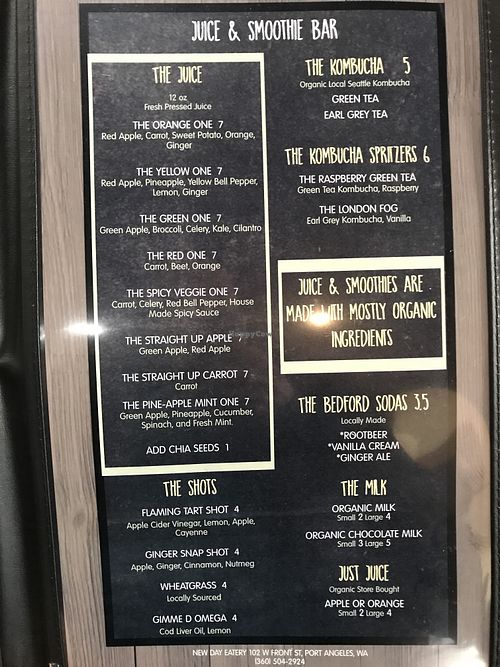 JUICE & SMOOTHIE BAR
THE JUICE
12 oz
Fresh Pressed Juice
THE ORANGE ONE 7
Red Apple, Carrot, Sweet Potato, Orange,
Ginger
THE YELLOW ONE 7
Red Apple, Pineapple, Yellow Bell Pepper,
Lemon, Ginger
THE GREEN ONE 7
Green Apple, Broccoli, Celery, Kale, Cilantro
THE RED ONE 7
Carrot, Beet, Orange
THE SPICY VEGGIE ONE 7
Carrot, Celery, Red Bell Pepper, House
Made Spicy Sauce
THE STRAIGHT UP APPLE 7
Green Apple, Red Apple
THE STRAIGHT UP CARROT 7
Carrot
THE PINE-APPLE MINT ONE 7
Green Apple, Pineapple, Cucumber,
Spinach, and Fresh Mint.
ADD CHIA SEEDS 1
THE SHOTS
FLAMING TART SHOT 4
Apple Cider Vinegar, Lemon, Apple,
Cayenne
GINGER SNAP SHOT 4
Apple, Ginger, Cinnamon, Nutmeg
WHEATGRASS 4
Locally Sourced
GIMME D OMEGA 4
Cod Liver Oil, Lemon
THE KOMBUCHA 5
Organic Local Seattle Kombucha
GREEN TEA
EARL GREY TEA
THE KOMBUCHA SPRITZERS 6
THE RASPBERRY GREEN TEA
Green Tea Kombucha, Raspberry
THE LONDON FOG
Earl Grey Kombucha, Vanilla
JUICE & SMOOTHIES ARE
MADE WITH MOSTLY ORGANIC
INGREDIENTS
THE BEDFORD SODAS 3.5
Locally Made
*ROOTBEER
*VANILLA CREAM
*GINGER ALE
THE MILK
ORGANIC MILK
Small 2 Large 4
ORGANIC CHOCOLATE MILK
Small 3 Large 5
JUST JUICE
Organic Store Bought
APPLE OR ORANGE
Small 2 Large 4
NEW DAY EATERY 102 W FRONT ST, PORT ANGELES, WA
(360) 504-2924